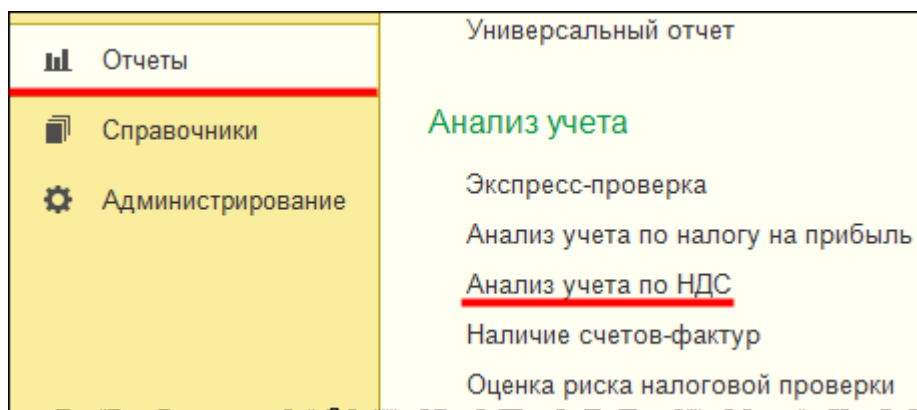 Универсальный отчет
Отчеты
Справочники
Администрирование
Анализ учета
Экспресс-проверка
Анализ учета по налогу на прибыль
Анализ учета по НДС
Наличие счетов-фактур
Оценка риска налоговой проверки